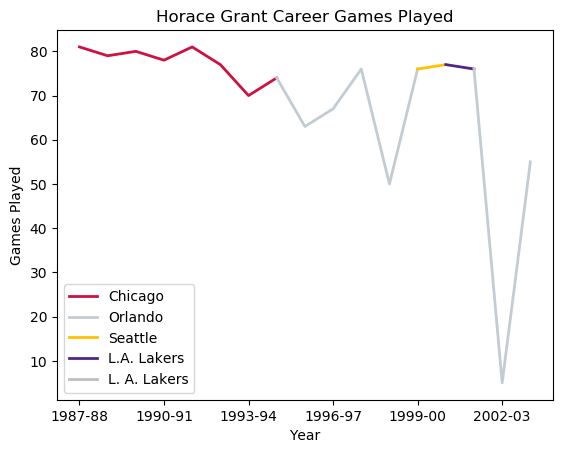 Horace Grant Career Games Played
80
70
60
50
40
30
20
10
Games Played
Chicago
Orlando
Seattle
L.A. Lakers
L. A. Lakers
1987-88 1990-91 1993-94 1996-97 1999-00 2002-03
Year